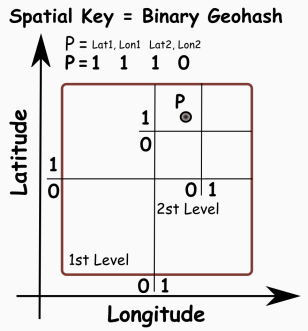 Spatial Key = Binary Geohash
P = Lat1, Lon1 Lat2, Lon2
P = 1 1 1 0
P
1
0
1
0
0 1
2st Level
1st Level
0 1
Latitude
Longitude